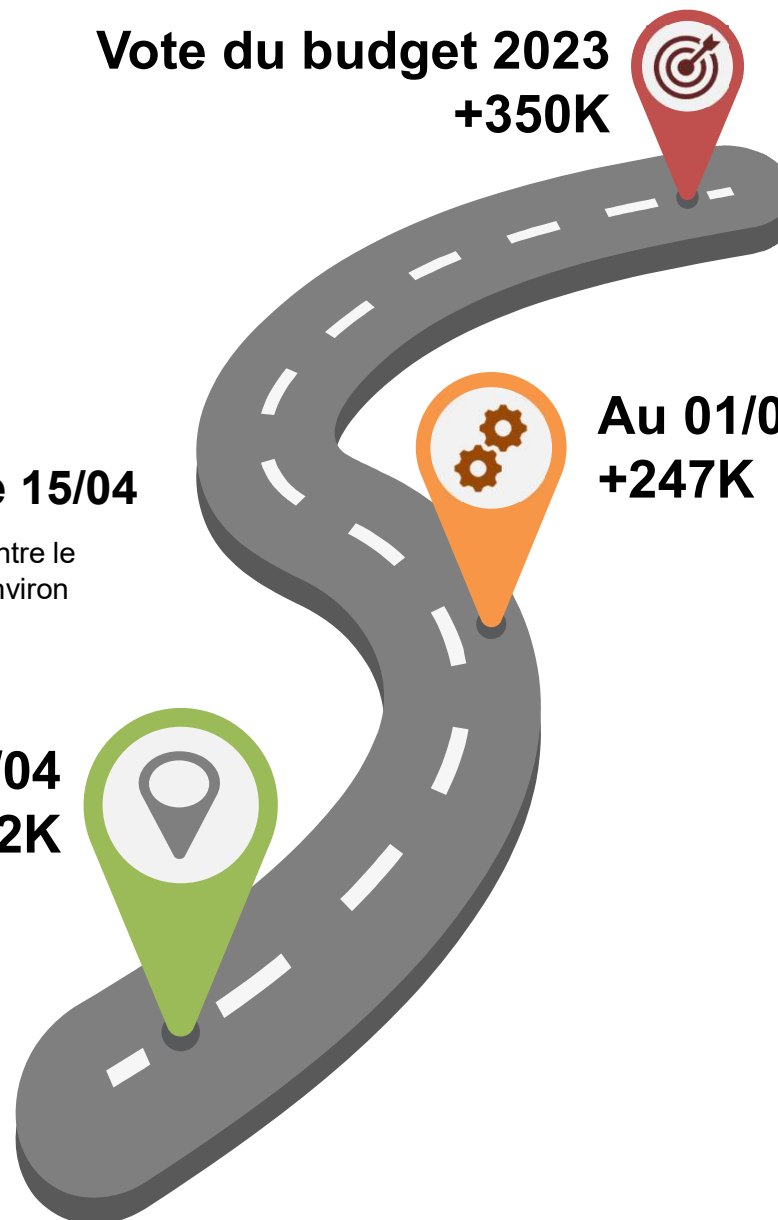 Vote du budget 2023
+350K
Au 01/0
+247K
e 15/04
ntre le
nviron
/04
2K